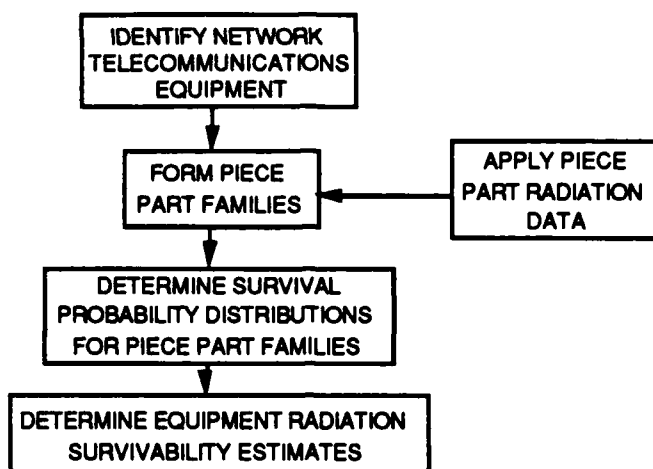 IDENTIFY NETWORK
TELECOMMUNICATIONS
EQUIPMENT
FORM PIECE
PART FAMILIES
APPLY PIECE
PART RADIATION
DATA
DETERMINE SURVIVAL
PROBABILITY DISTRIBUTIONS
FOR PIECE PART FAMILIES
DETERMINE EQUIPMENT RADIATION
SURVIVABILITY ESTIMATES